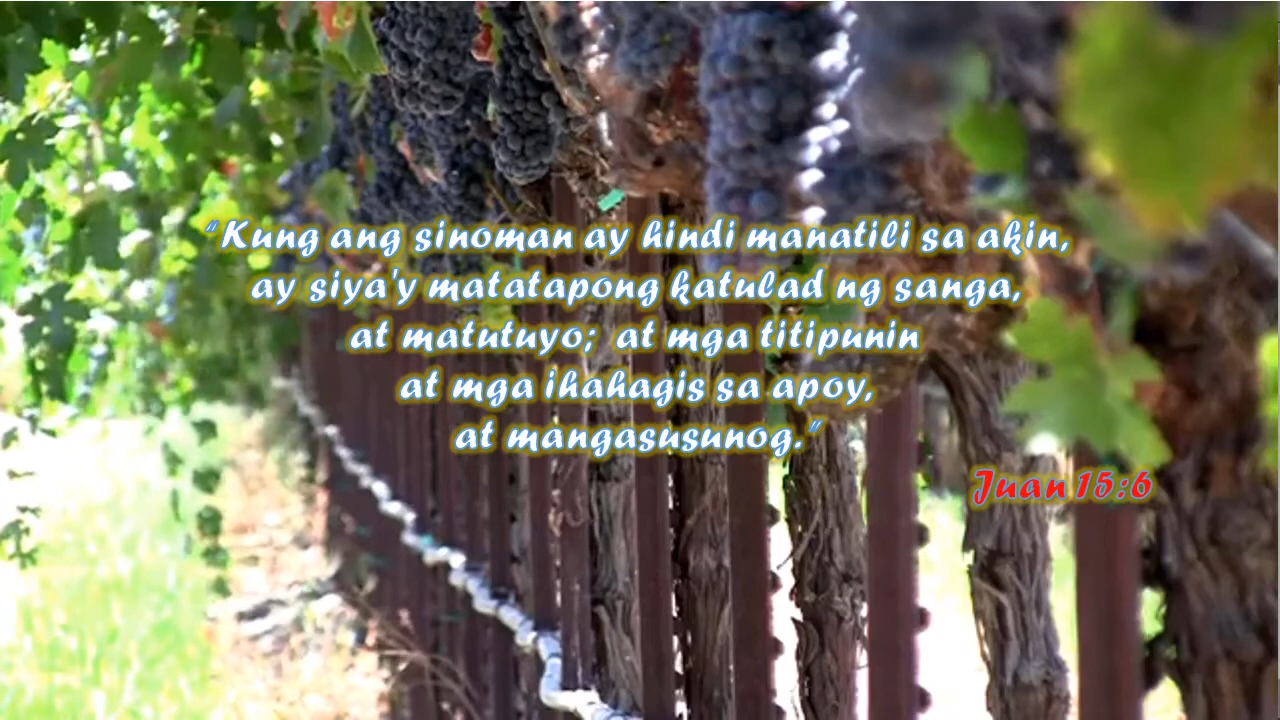 “Kung ang sinoman ay hindi manatili sa akin,
ay siya'y matatapong katulad ng sanga,
at matutuyo;  at mga titipunin
at mga ihahagis sa apoy,
at mangasusunog.”
Juan 15:6